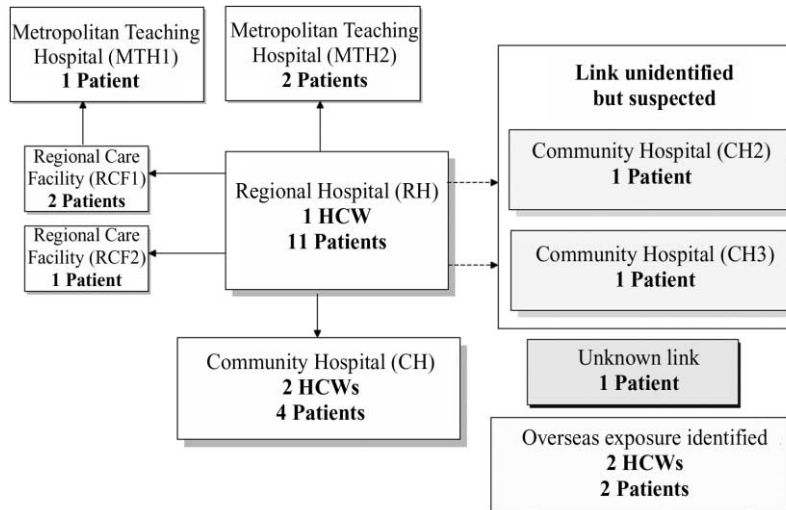 Metropolitan Teaching
Hospital (MTH1)
1 Patient
Metropolitan Teaching
Hospital (MTH2)
2 Patients
Link unidentified
but suspected
Community Hospital (CH2)
1 Patient
Community Hospital (CH3)
1 Patient
Regional Care
Facility (RCF1)
2 Patients
Regional Care
Facility (RCF2)
1 Patient
Regional Hospital (RH)
1 HCW
11 Patients
Community Hospital (CH)
2 HCWs
4 Patients
Unknown link
1 Patient
Overseas exposure identified
2 HCWs
2 Patients